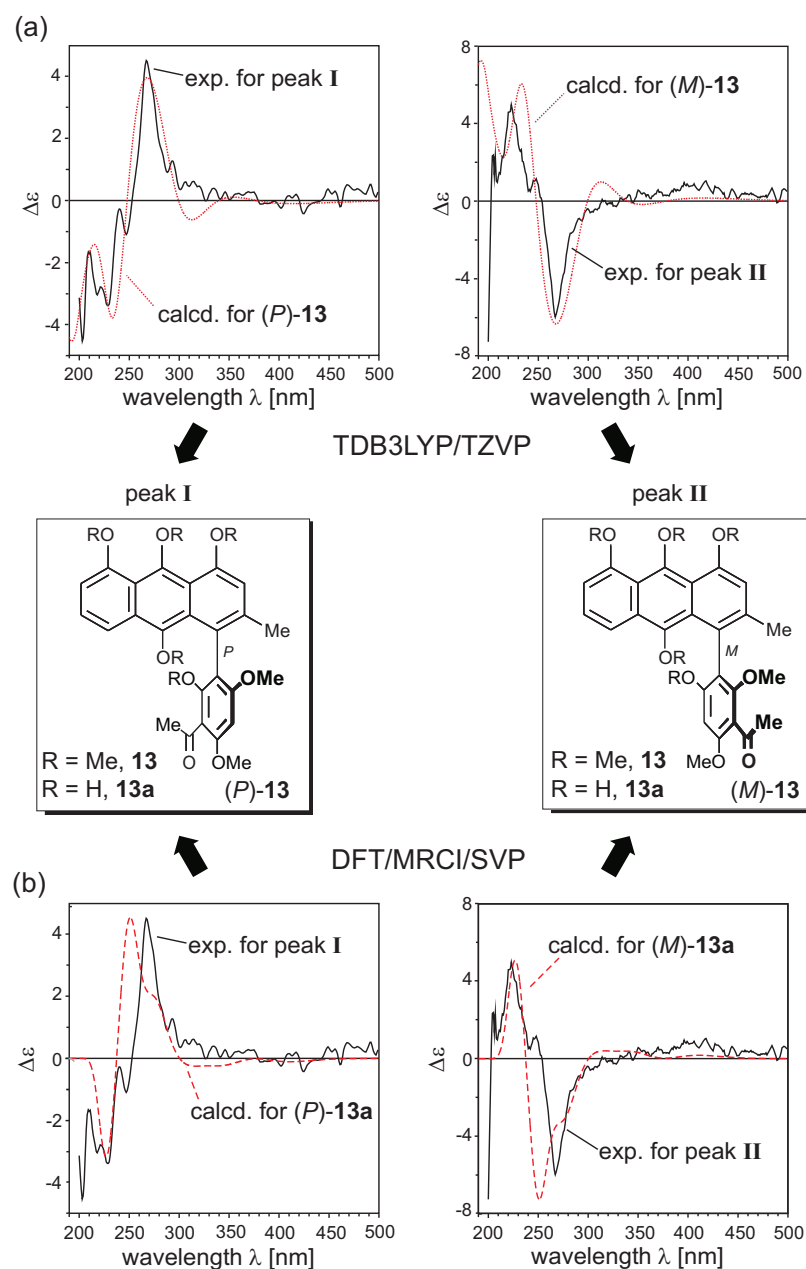 (a)
4
2
0
-2
-4
Δε
exp. for peak I
calcd. for (P)-13
200 250 300 350 400 450 500
wavelength λ [nm]
8
4
0
-4
-8
Δε
calcd. for (M)-13
exp. for peak II
200 250 300 350 400 450 500
wavelength λ [nm]
TDB3LYP/TZVP
peak I
RO OR OR
Me
OR P
RO OMe
Me
O OMe
R = Me, 13
R = H, 13a (P)-13
peak II
RO OR OR
Me
OR M
RO OMe
Me
MeO O
R = Me, 13
R = H, 13a (M)-13
DFT/MRCI/SVP
(b)
4
2
0
-2
-4
Δε
exp. for peak I
calcd. for (P)-13a
200 250 300 350 400 450 500
wavelength λ [nm]
8
4
0
-4
-8
Δε
calcd. for (M)-13a
exp. for peak II
200 250 300 350 400 450 500
wavelength λ [nm]